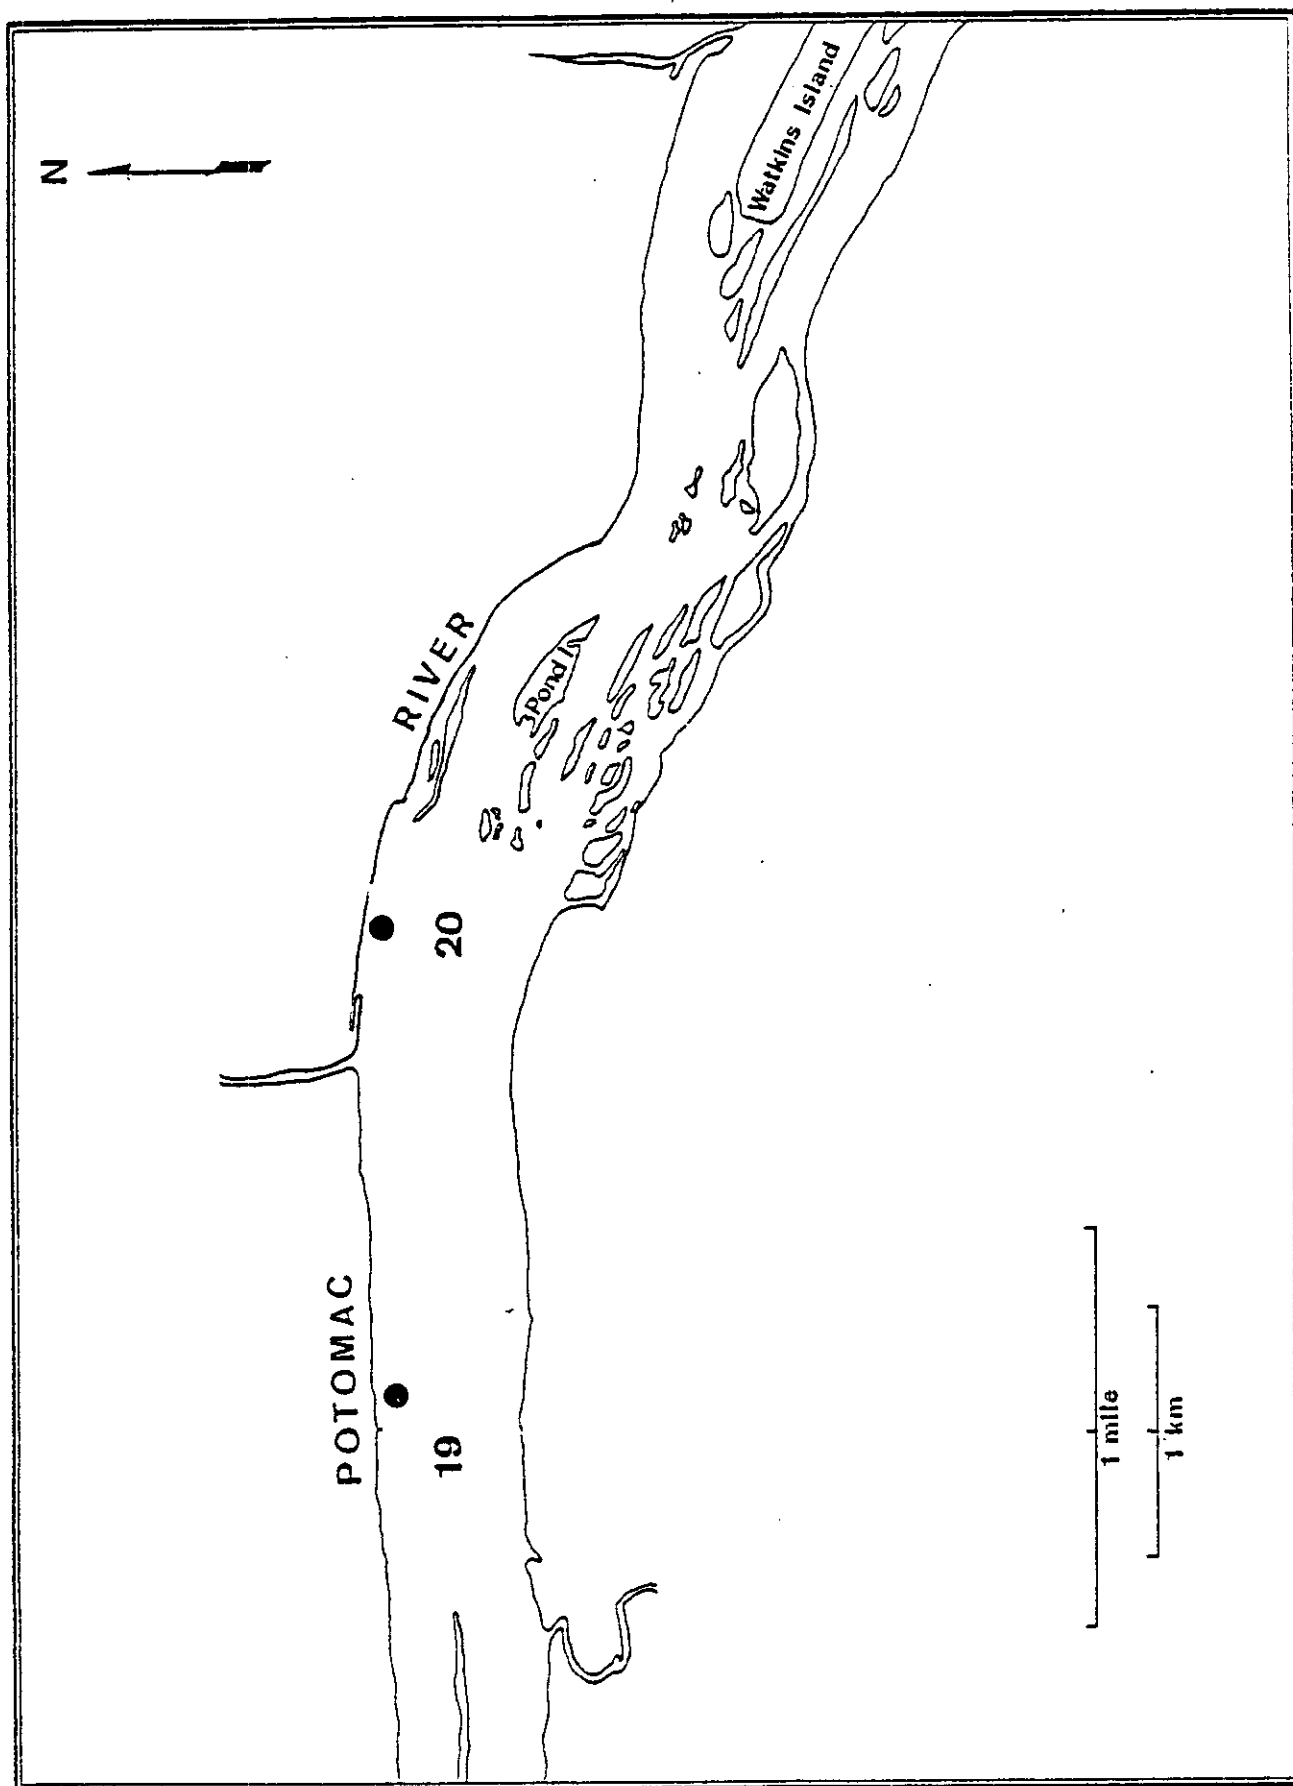 N
Watkins Island
RIVER
Pond I
20
POTOMAC
19
1 mile
1 km